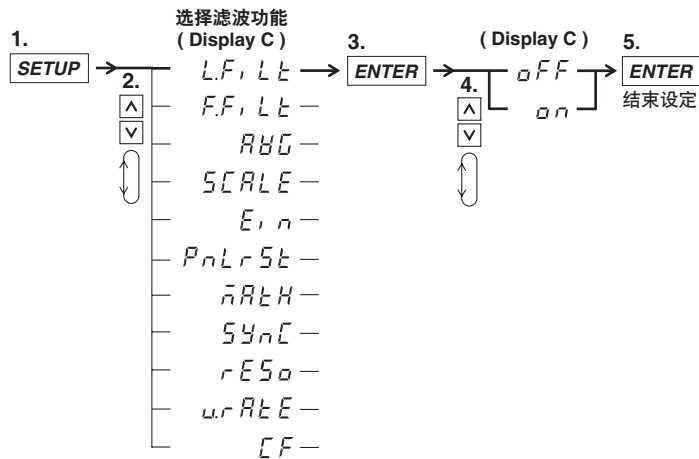 选择滤波功能
( Display C )
1.
SETUP
2.
L.FiLt
F.FiLt
AVG
SCALE
Ein
PnLrSt
MAtH
SYnC
rESo
u.rAtE
CF
3.
ENTER
( Display C )
4.
oFF
on
5.
ENTER
结束设定